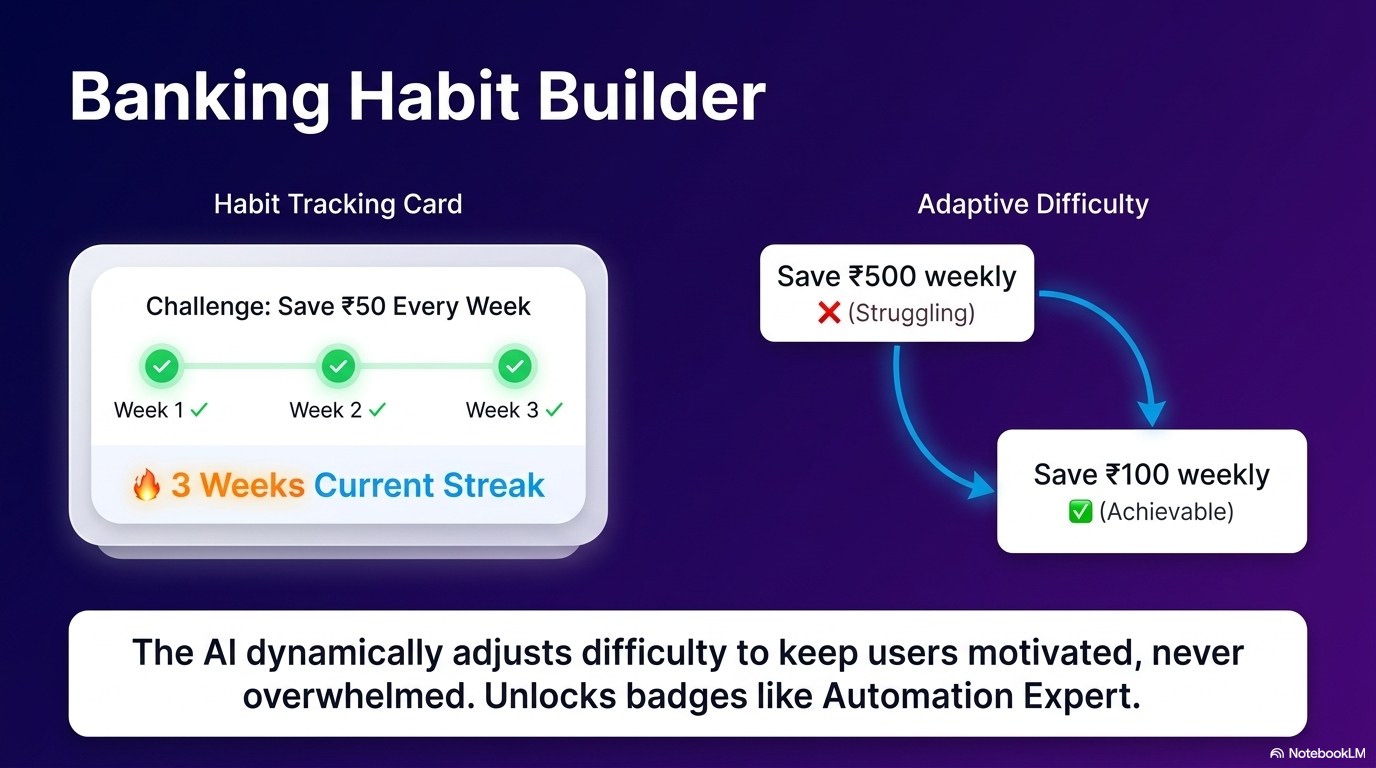 Banking Habit Builder
Habit Tracking Card
Challenge: Save ₹50 Every Week
Week 1 ✓
Week 2 ✓
Week 3 ✓
🔥 3 Weeks Current Streak
Adaptive Difficulty
Save ₹500 weekly
❌ (Struggling)
Save ₹100 weekly
✅ (Achievable)
The AI dynamically adjusts difficulty to keep users motivated, never
overwhelmed. Unlocks badges like Automation Expert.
NotebookLM